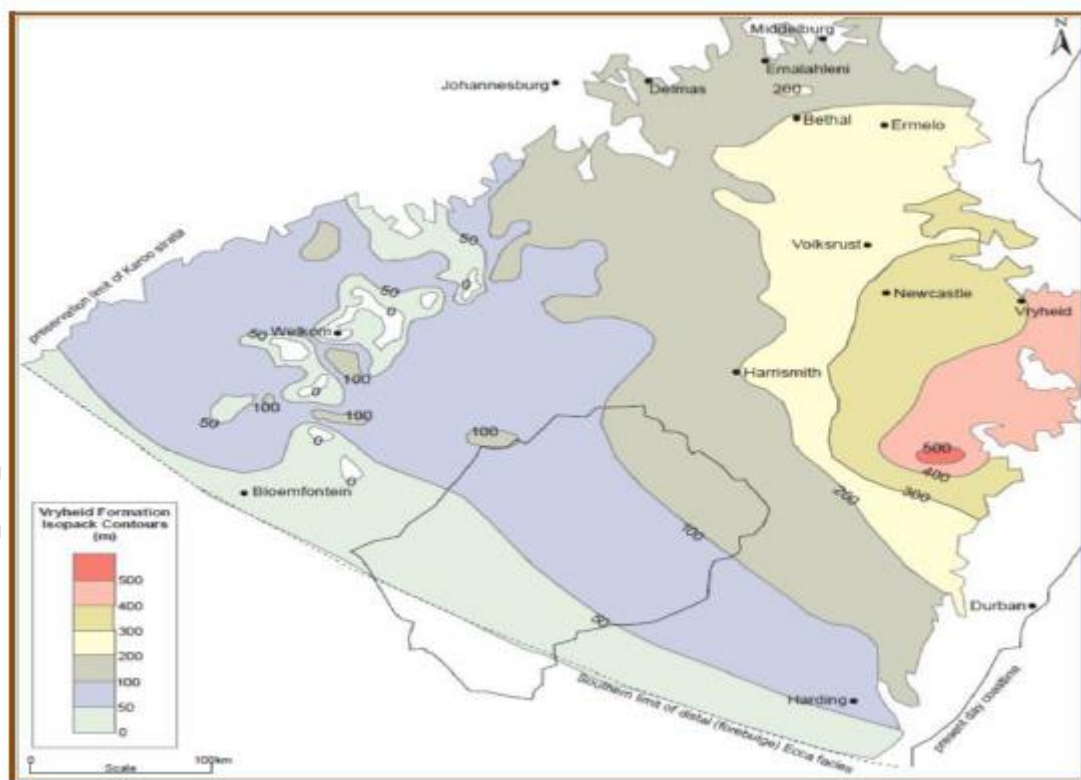 Middelburg
N
Emalahleni
Johannesburg
Delmas
200
Bethal
Ermelo
50
Volksrust
preservation limit of Karoo strata
0
50
Newcastle
Vryheid
0
Welkom
50
100
Harrismith
0
100
50
100
100
0
500
400
0
300
200
Bloemfontein
100
Vryheid Formation
Isopack Contours
(m)
500
400
300
200
100
50
0
Durban
50
Southern limit of distal (forebulge) Ecca facies
Harding
present day coastline
0
100km
Scale